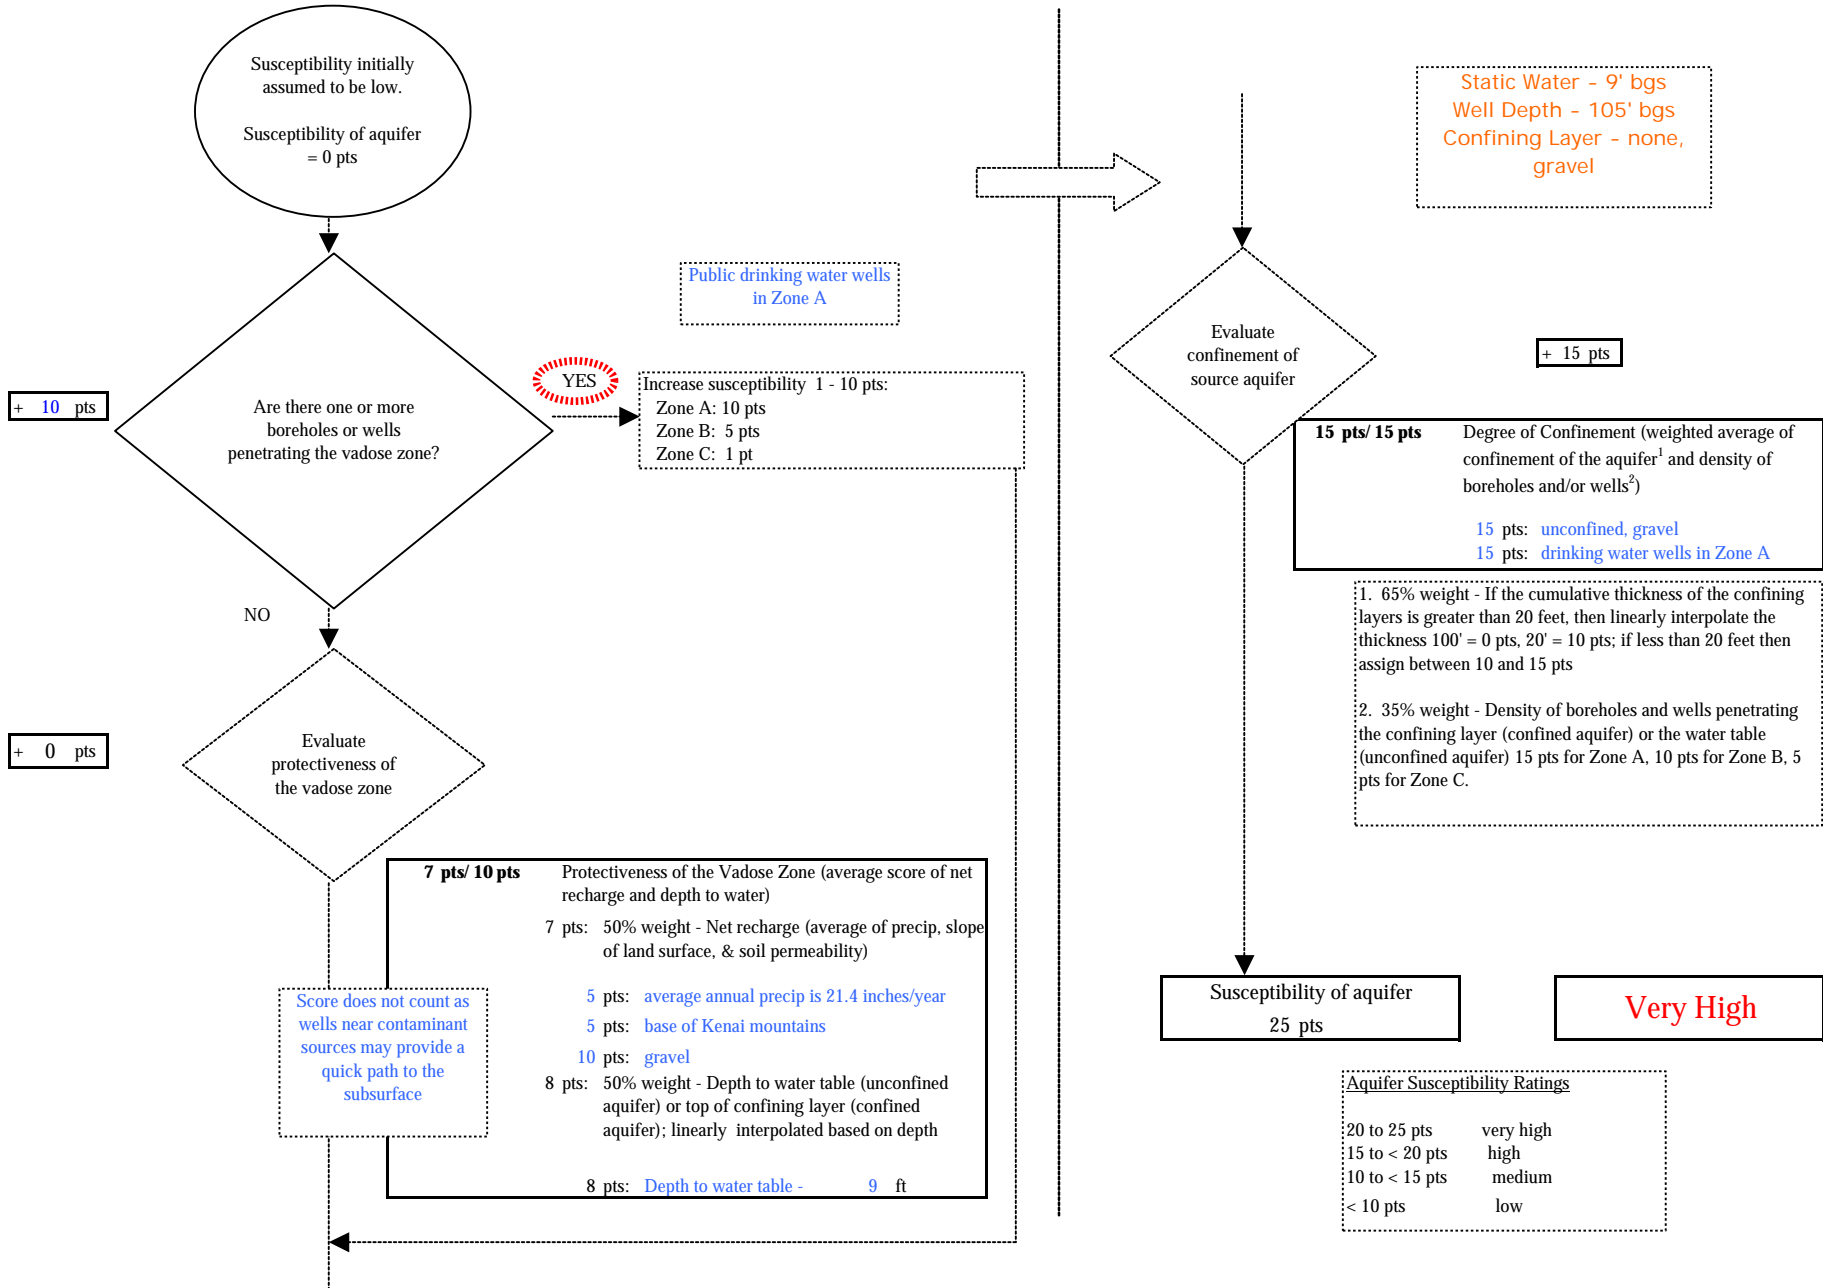 Susceptibility initially
assumed to be low.
Susceptibility of aquifer
= 0 pts
+ 10 pts
Are there one or more
boreholes or wells
penetrating the vadose zone?
YES
Public drinking water wells
in Zone A
Increase susceptibility 1 - 10 pts:
Zone A: 10 pts
Zone B: 5 pts
Zone C: 1 pt
NO
+ 0 pts
Evaluate
protectiveness of
the vadose zone
7 pts/ 10 pts Protectiveness of the Vadose Zone (average score of net
recharge and depth to water)
7 pts: 50% weight - Net recharge (average of precip, slope
of land surface, & soil permeability)
5 pts: average annual precip is 21.4 inches/year
5 pts: base of Kenai mountains
10 pts: gravel
8 pts: 50% weight - Depth to water table (unconfined
aquifer) or top of confining layer (confined
aquifer); linearly interpolated based on depth
8 pts: Depth to water table - 9 ft
Score does not count as
wells near contaminant
sources may provide a
quick path to the
subsurface
Static Water - 9' bgs
Well Depth - 105' bgs
Confining Layer - none,
gravel
Evaluate
confinement of
source aquifer
+ 15 pts
15 pts/ 15 pts Degree of Confinement (weighted average of
confinement of the aquifer1 and density of
boreholes and/or wells2)
15 pts: unconfined, gravel
15 pts: drinking water wells in Zone A
1. 65% weight - If the cumulative thickness of the confining
layers is greater than 20 feet, then linearly interpolate the
thickness 100' = 0 pts, 20' = 10 pts; if less than 20 feet then
assign between 10 and 15 pts
2. 35% weight - Density of boreholes and wells penetrating
the confining layer (confined aquifer) or the water table
(unconfined aquifer) 15 pts for Zone A, 10 pts for Zone B, 5
pts for Zone C.
Susceptibility of aquifer
25 pts
Very High
Aquifer Susceptibility Ratings
20 to 25 pts very high
15 to < 20 pts high
10 to < 15 pts medium
< 10 pts low